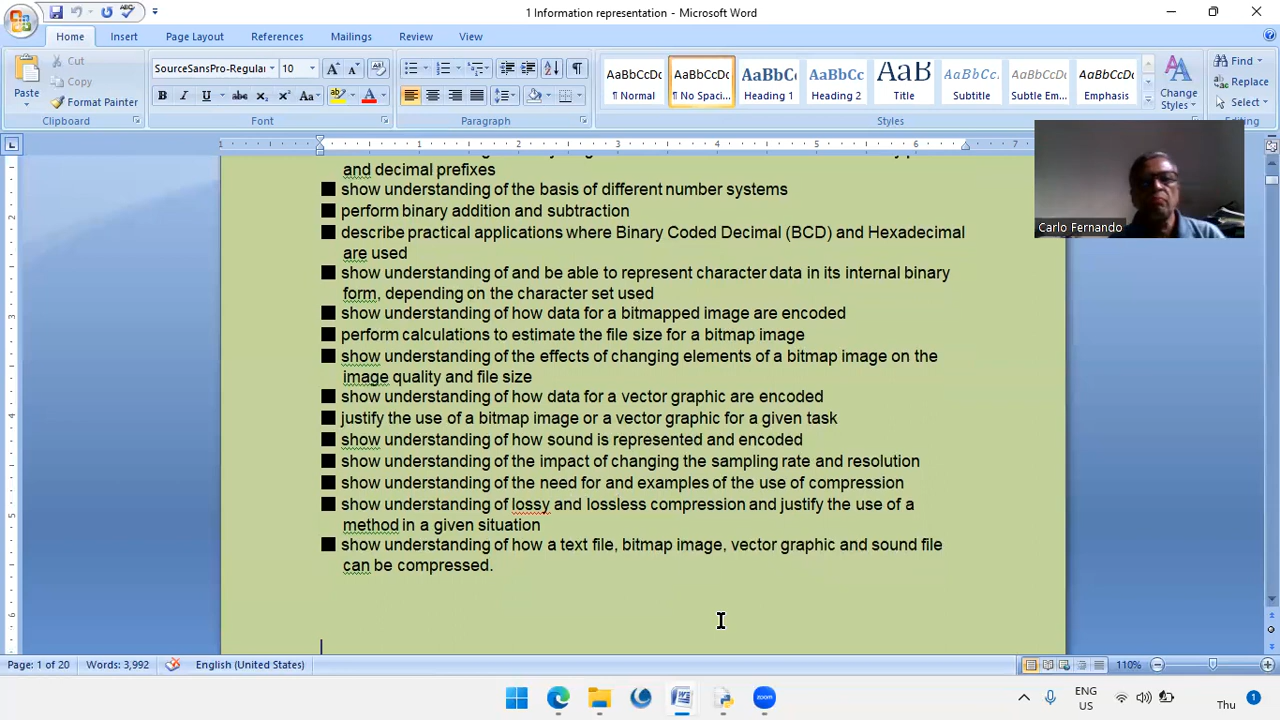 1 Information representation - Microsoft Word
Home Insert Page Layout References Mailings Review View
Paste
Cut
Copy
Format Painter
Clipboard
SourceSansPro-Regular 10
Font
Paragraph
AaBbCcDc AaBbCcDc AaBbCc AaBbCc AaB AaBbCc. AaBbCcDc AaBbCcDc
¶ Normal ¶ No Spaci... Heading 1 Heading 2 Title Subtitle Subtle Em... Emphasis
Change Styles
Styles
Find
Replace
Select
Editing
and decimal prefixes
■ show understanding of the basis of different number systems
■ perform binary addition and subtraction
■ describe practical applications where Binary Coded Decimal (BCD) and Hexadecimal
are used
■ show understanding of and be able to represent character data in its internal binary
form, depending on the character set used
■ show understanding of how data for a bitmapped image are encoded
■ perform calculations to estimate the file size for a bitmap image
■ show understanding of the effects of changing elements of a bitmap image on the
image quality and file size
■ show understanding of how data for a vector graphic are encoded
■ justify the use of a bitmap image or a vector graphic for a given task
■ show understanding of how sound is represented and encoded
■ show understanding of the impact of changing the sampling rate and resolution
■ show understanding of the need for and examples of the use of compression
■ show understanding of lossy and lossless compression and justify the use of a
method in a given situation
■ show understanding of how a text file, bitmap image, vector graphic and sound file
can be compressed.
Carlo Fernando
Page: 1 of 20 Words: 3,992 English (United States) 110%
zoom
ENG
US
Thu
1